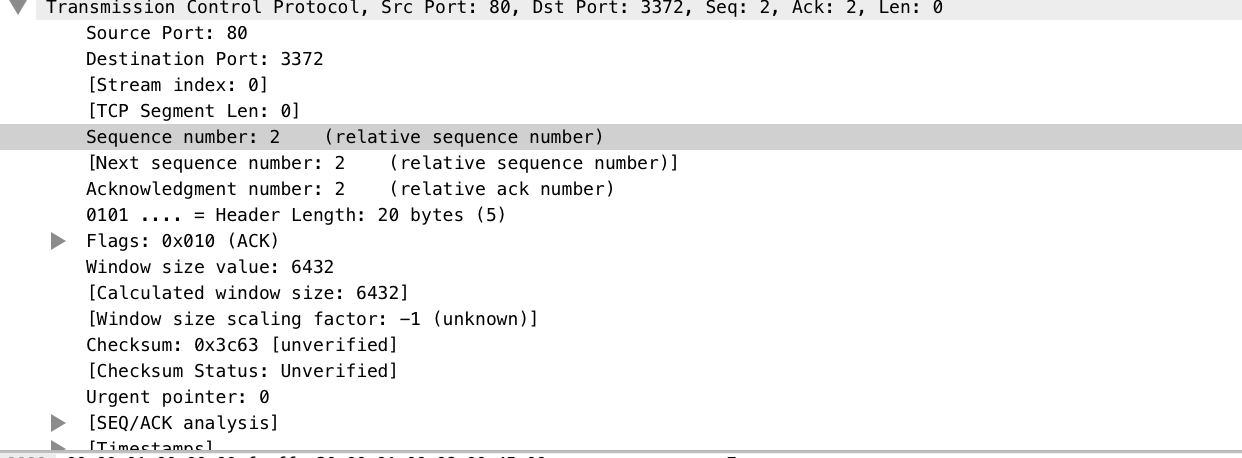 Transmission Control Protocol, Src Port: 80, Dst Port: 3372, Seq: 2, Ack: 2, Len: 0
Source Port: 80
Destination Port: 3372
[Stream index: 0]
[TCP Segment Len: 0]
Sequence number: 2    (relative sequence number)
[Next sequence number: 2    (relative sequence number)]
Acknowledgment number: 2    (relative ack number)
0101 .... = Header Length: 20 bytes (5)
Flags: 0x010 (ACK)
Window size value: 6432
[Calculated window size: 6432]
[Window size scaling factor: -1 (unknown)]
Checksum: 0x3c63 [unverified]
[Checksum Status: Unverified]
Urgent pointer: 0
[SEQ/ACK analysis]
[Timestamps]